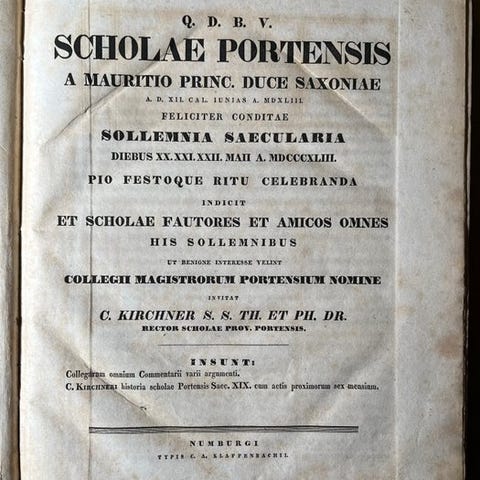 Q. D. B. V.
SCHOLAE PORTENSIS
A MAURITIO PRINC. DUCE SAXONIAE
A. D. XII. CAL. IUNIAS A. MDXLIII.
FELICITER CONDITAE
SOLLEMNIA SAECULARIA
DIEBUS XX. XXI. XXII. MAII A. MDCCCXLIII.
PIO FESTOQUE RITU CELEBRANDA
INDICIT
ET SCHOLAE FAUTORES ET AMICOS OMNES
HIS SOLLEMNIBUS
UT BENIGNE INTERESSE VELINT
COLLEGII MAGISTRORUM PORTENSIUM NOMINE
INVITAT
C. KIRCHNER S. S. TH. ET PH. DR.
RECTOR SCHOLAE PROV. PORTENSIS.
INSUNT:
Collegarum omnium Commentarii varii argumenti.
C. KIRCHNERI historia scholae Portensis Saec. XIX. cum actis proximorum sex mensium.
NUMBURGI
TYPIS C. A. KLAFFENBACHII.